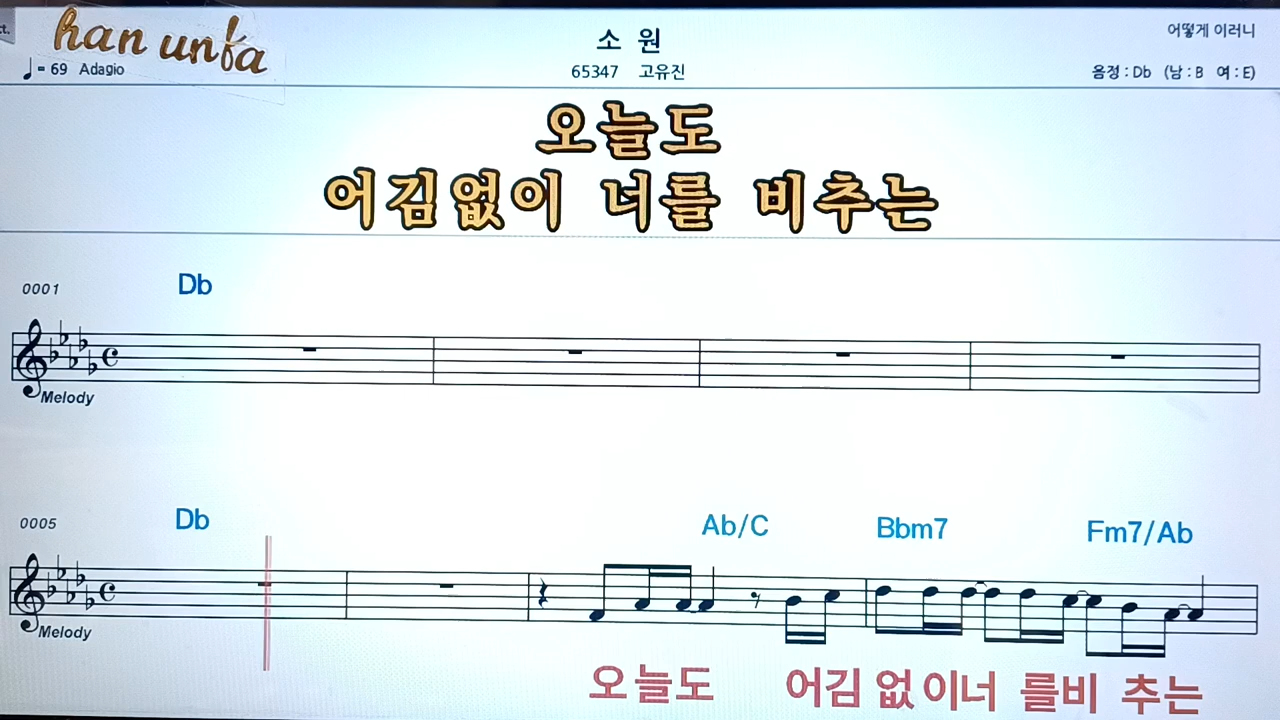 ct.
han unfa
♩= 69 Adagio
소 원
65347 고유진
어떻게 이러니
음정 : Db (남 : B 여 : E)
오늘도
어김없이 너를 비추는
0001
Db
Melody
0005
Db Ab/C Bbm7 Fm7/Ab
Melody
오늘도 어김 없이너 를비 추는